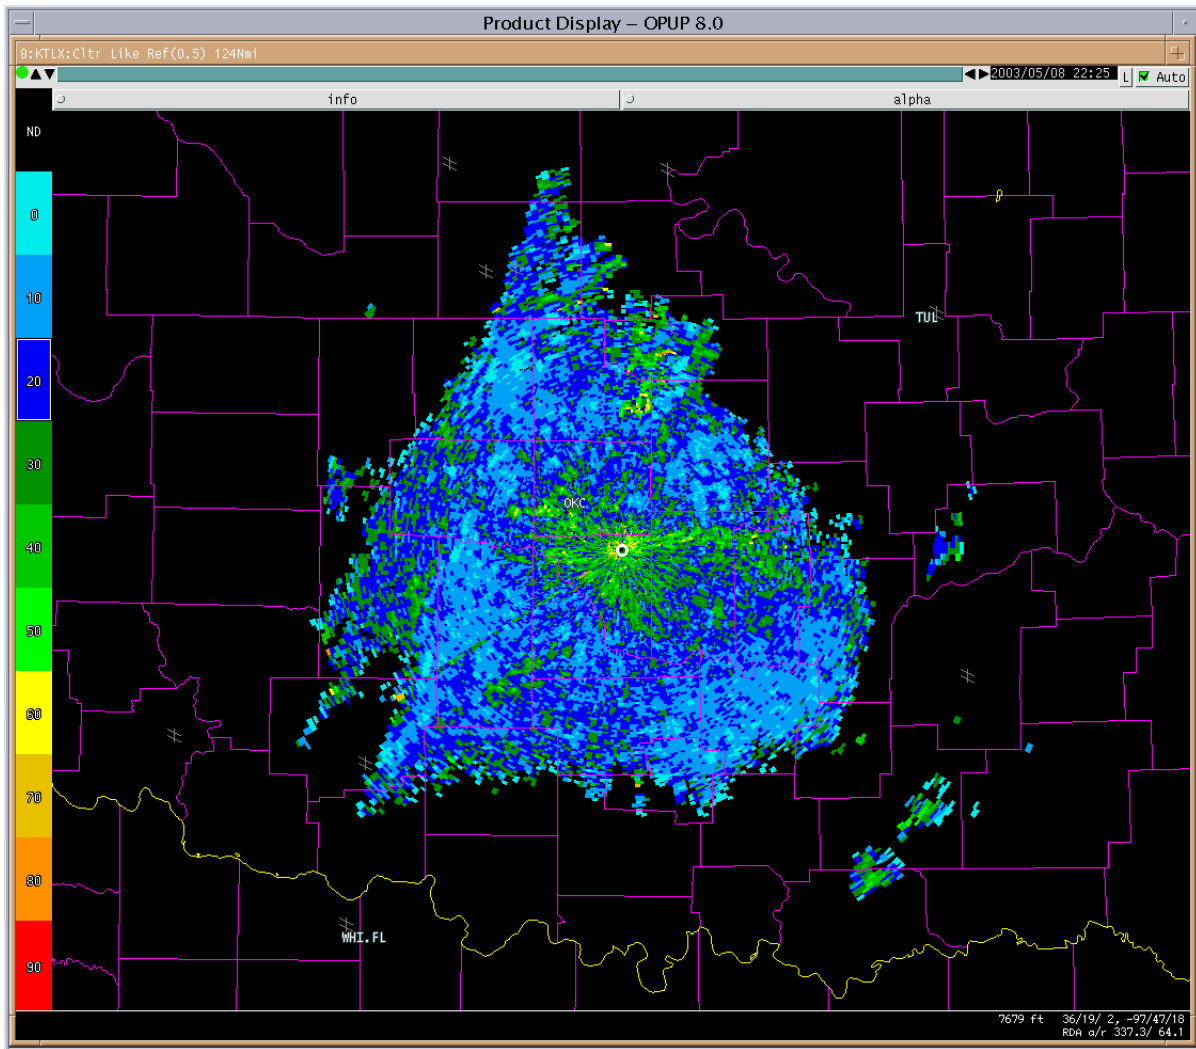 Product Display – OPUP 8.0
8:KTLX:Cltr Like Ref(0.5) 124Nmi
2003/05/08 22:25 L Auto
info alpha
ND
0
10
20
30
40
50
60
70
80
90
TUL
OKC
WHI.FL
7679 ft 36/19/ 2, -97/47/18
RDA a/r 337.3/ 64.1